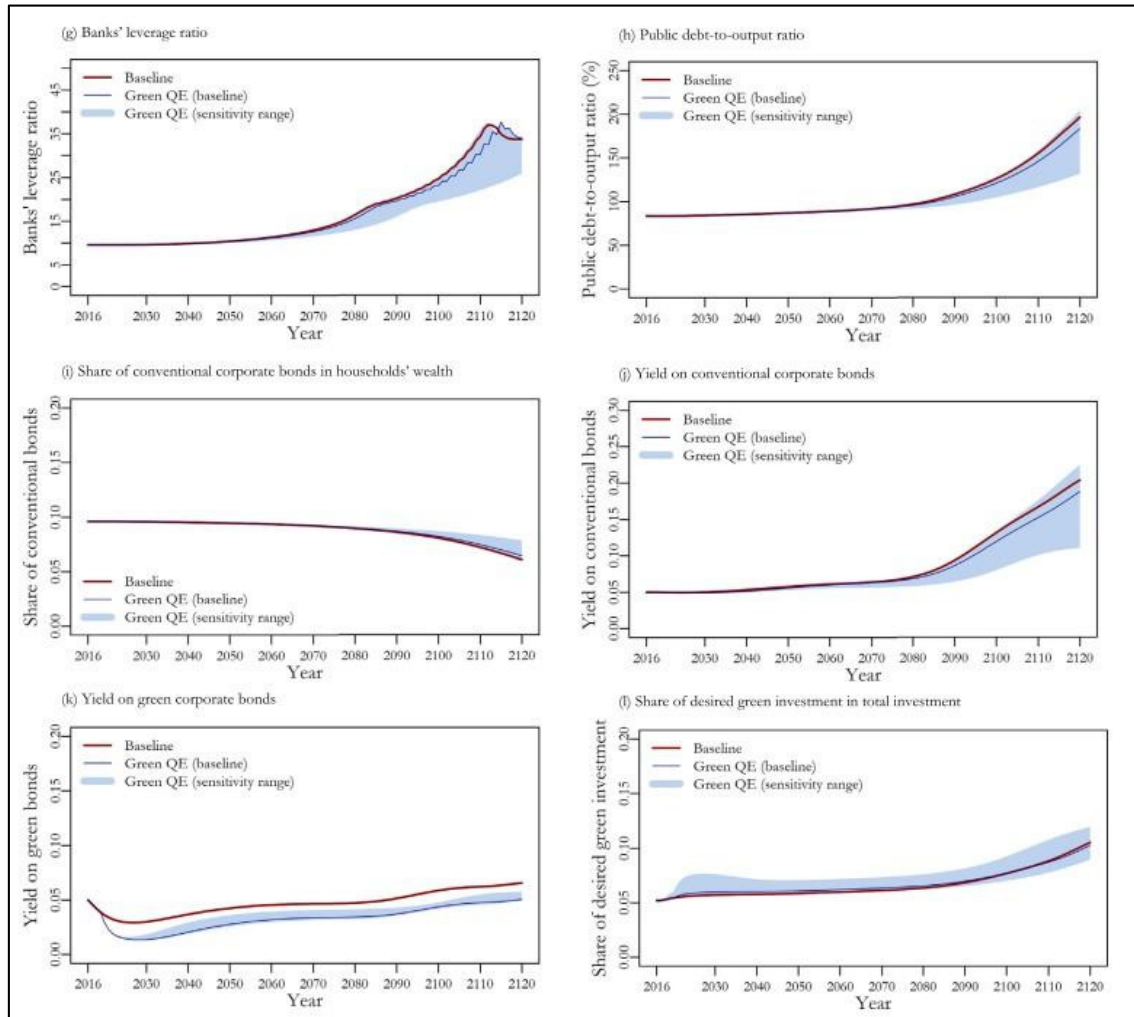 (g) Banks' leverage ratio
Banks' leverage ratio
45
35
25
15
5
0
Baseline
Green QE (baseline)
Green QE (sensitivity range)
2016 2030 2040 2050 2060 2070 2080 2090 2100 2110 2120
Year
(h) Public debt-to-output ratio
Public debt-to-output ratio (%)
250
200
150
100
50
0
Baseline
Green QE (baseline)
Green QE (sensitivity range)
2016 2030 2040 2050 2060 2070 2080 2090 2100 2110 2120
Year
(i) Share of conventional corporate bonds in households' wealth
Share of conventional bonds
0.20
0.15
0.10
0.05
0.00
Baseline
Green QE (baseline)
Green QE (sensitivity range)
2016 2030 2040 2050 2060 2070 2080 2090 2100 2110 2120
Year
(j) Yield on conventional corporate bonds
Yield on conventional bonds
0.30
0.25
0.20
0.15
0.10
0.05
0.00
Baseline
Green QE (baseline)
Green QE (sensitivity range)
2016 2030 2040 2050 2060 2070 2080 2090 2100 2110 2120
Year
(k) Yield on green corporate bonds
Yield on green bonds
0.20
0.15
0.10
0.05
0.00
Baseline
Green QE (baseline)
Green QE (sensitivity range)
2016 2030 2040 2050 2060 2070 2080 2090 2100 2110 2120
Year
(l) Share of desired green investment in total investment
Share of desired green investment
0.20
0.15
0.10
0.05
0.00
Baseline
Green QE (baseline)
Green QE (sensitivity range)
2016 2030 2040 2050 2060 2070 2080 2090 2100 2110 2120
Year